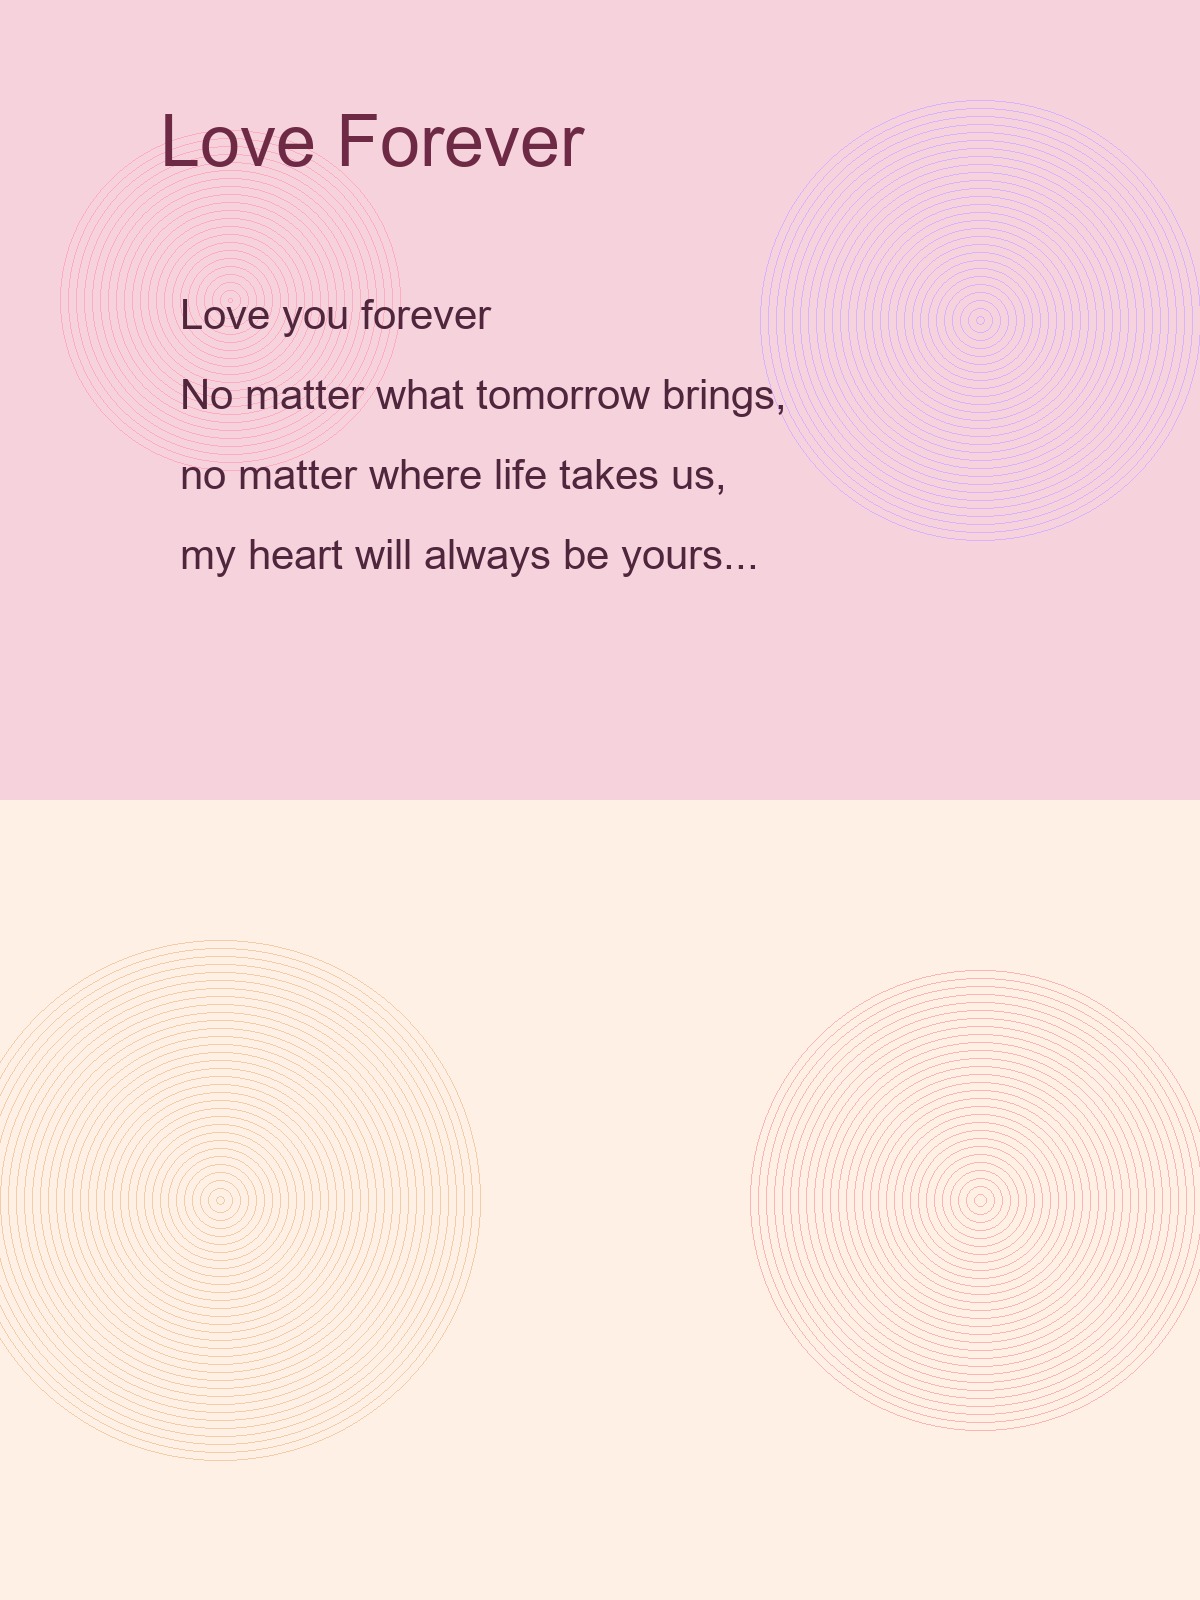 Love Forever
Love you forever
No matter what tomorrow brings,
no matter where life takes us,
my heart will always be yours...